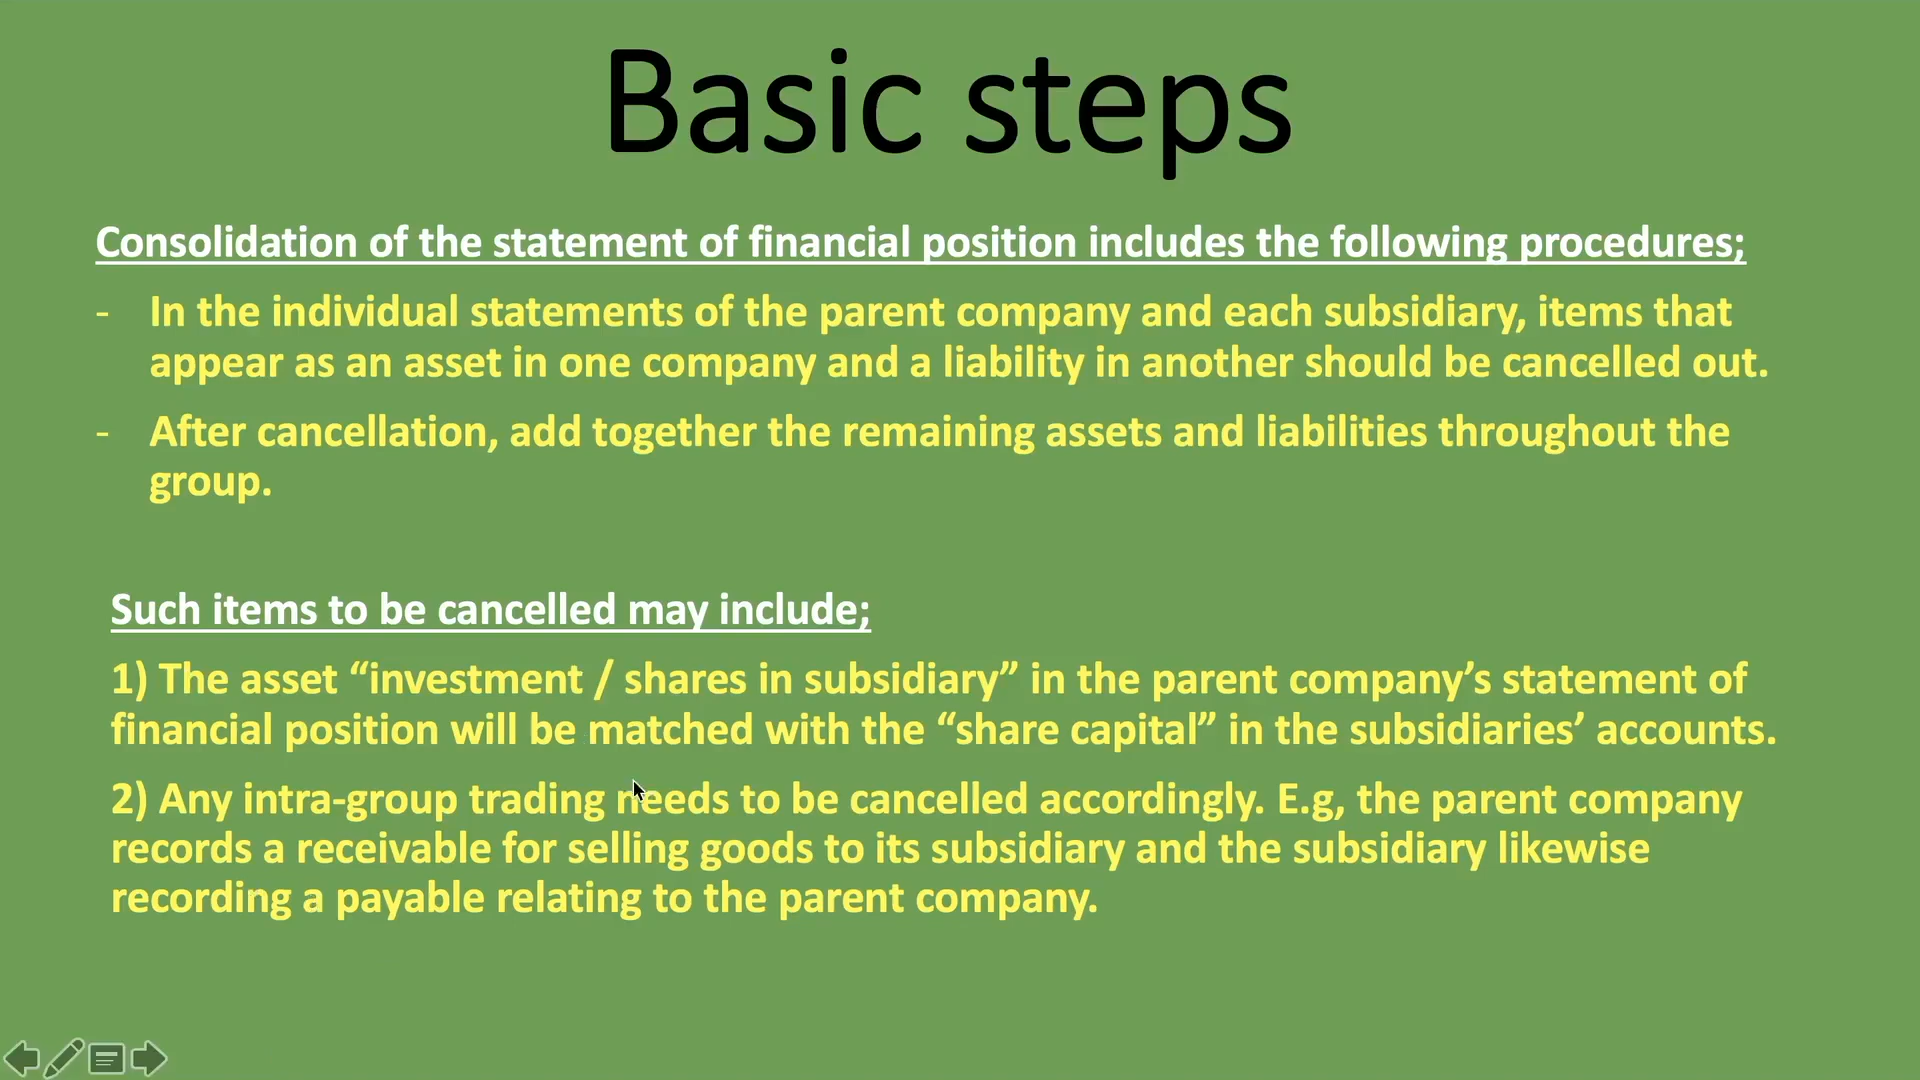 Basic steps
Consolidation of the statement of financial position includes the following procedures;
- In the individual statements of the parent company and each subsidiary, items that
appear as an asset in one company and a liability in another should be cancelled out.
- After cancellation, add together the remaining assets and liabilities throughout the
group.
Such items to be cancelled may include;
1) The asset “investment / shares in subsidiary” in the parent company’s statement of
financial position will be matched with the “share capital” in the subsidiaries’ accounts.
2) Any intra-group trading needs to be cancelled accordingly. E.g, the parent company
records a receivable for selling goods to its subsidiary and the subsidiary likewise
recording a payable relating to the parent company.